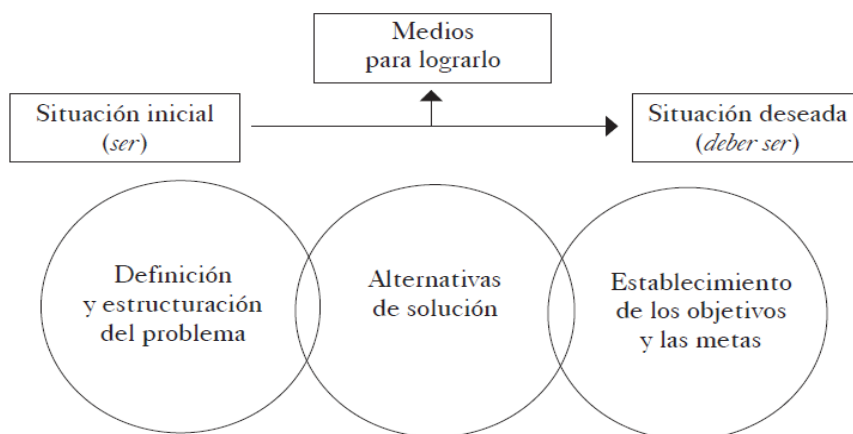 Medios
para lograrlo
Situación inicial
(ser)
Situación deseada
(deber ser)
Definición
y estructuración
del problema
Alternativas
de solución
Establecimiento
de los objetivos
y las metas